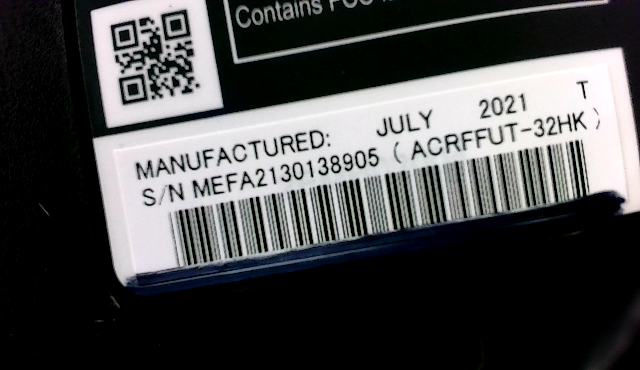 Contains FCC
MANUFACTURED: JULY 2021 T
S/N MEFA2130138905 (ACRFFUT-32HK)